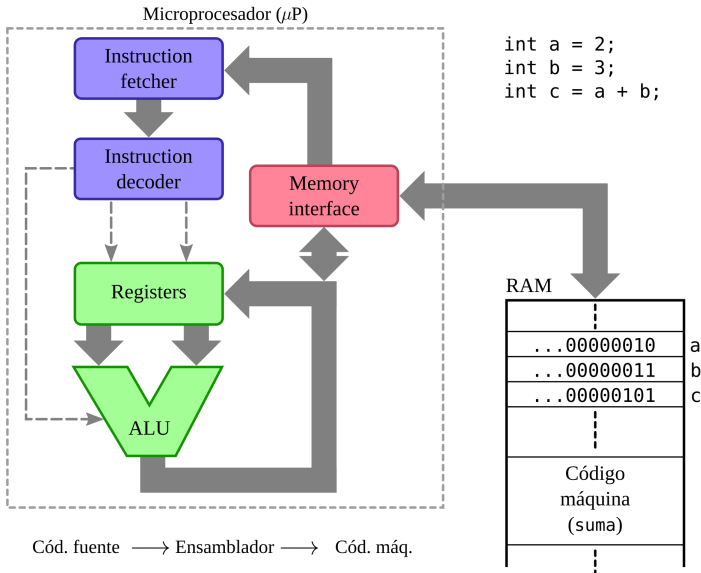 Microprocesador (μP)
Instruction
fetcher
int a = 2;
int b = 3;
int c = a + b;
Instruction
decoder
Memory
interface
Registers
RAM
...00000010 a
...00000011 b
...00000101 c
ALU
Código
máquina
(suma)
Cód. fuente ⟶ Ensamblador ⟶ Cód. máq.